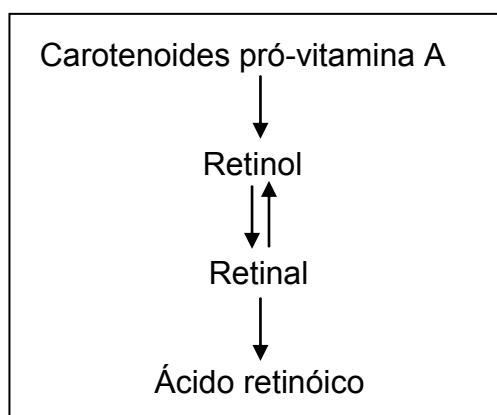 Carotenoides pró-vitamina A
Retinol
Retinal
Ácido retinóico